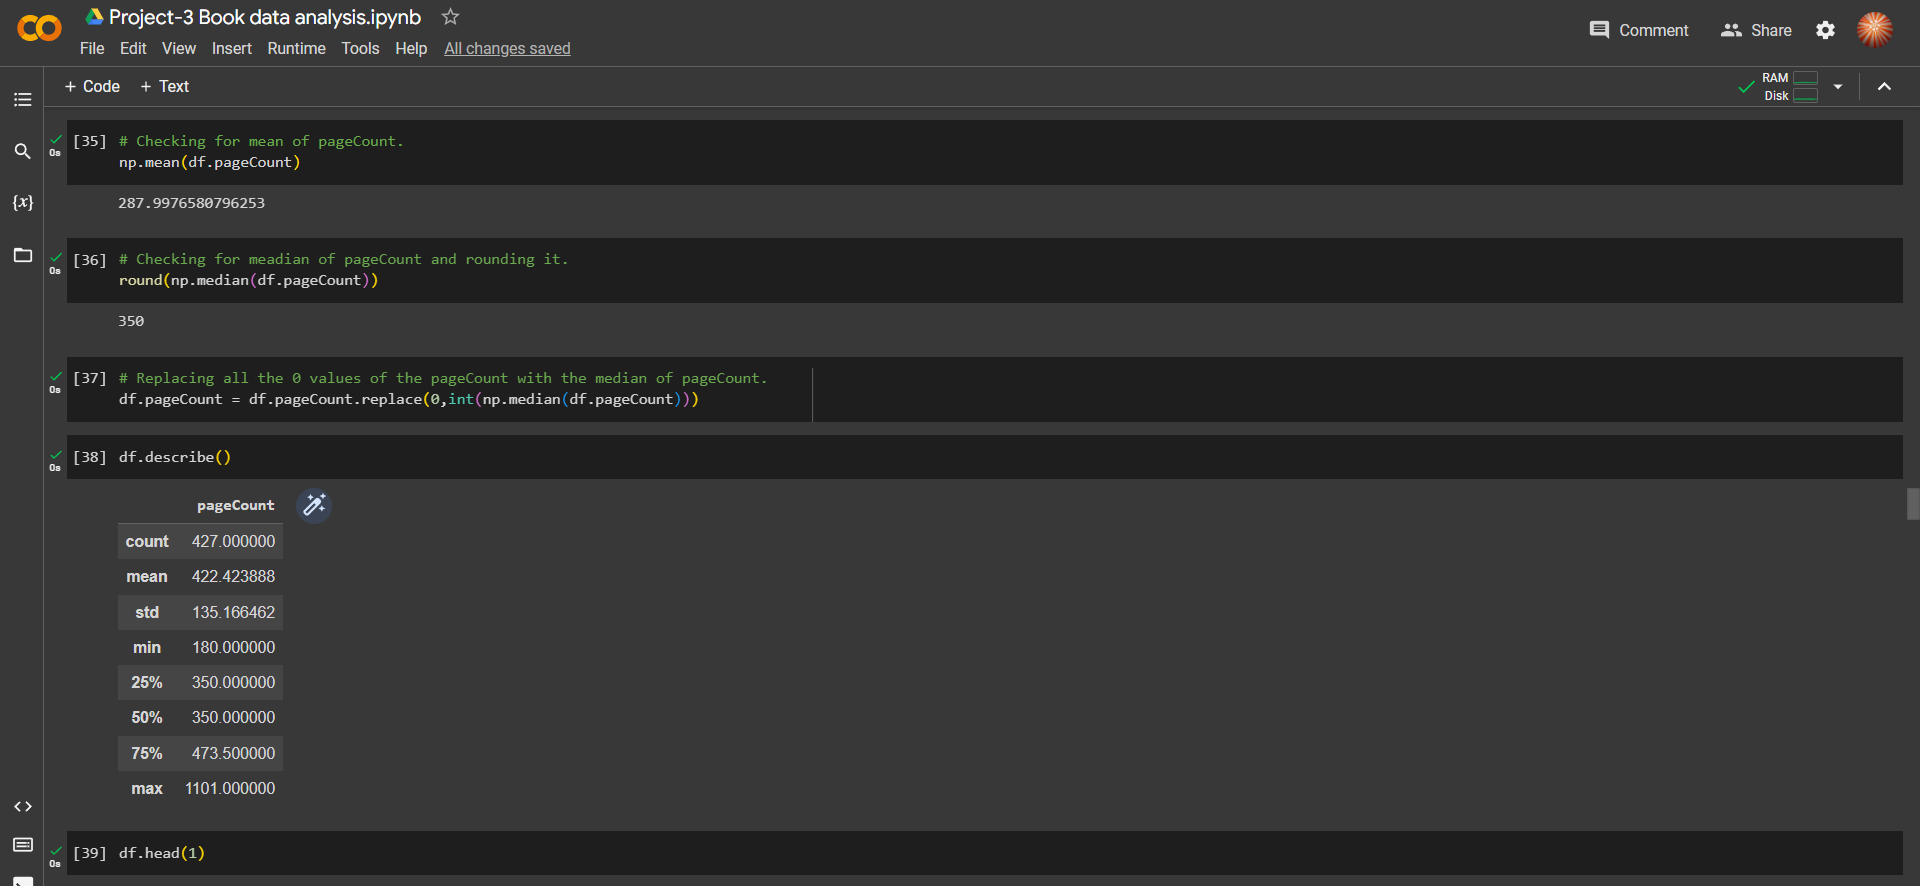 Project-3 Book data analysis.ipynb
File Edit View Insert Runtime Tools Help All changes saved
Comment
Share
+ Code + Text
RAM
Disk
{x}
0s
[35] # Checking for mean of pageCount.
np.mean(df.pageCount)
287.9976580796253
0s
[36] # Checking for meadian of pageCount and rounding it.
round(np.median(df.pageCount))
350
0s
[37] # Replacing all the 0 values of the pageCount with the median of pageCount.
df.pageCount = df.pageCount.replace(0,int(np.median(df.pageCount)))
0s
[38] df.describe()
pageCount
count 427.000000
mean 422.423888
std 135.166462
min 180.000000
25% 350.000000
50% 350.000000
75% 473.500000
max 1101.000000
0s
[39] df.head(1)